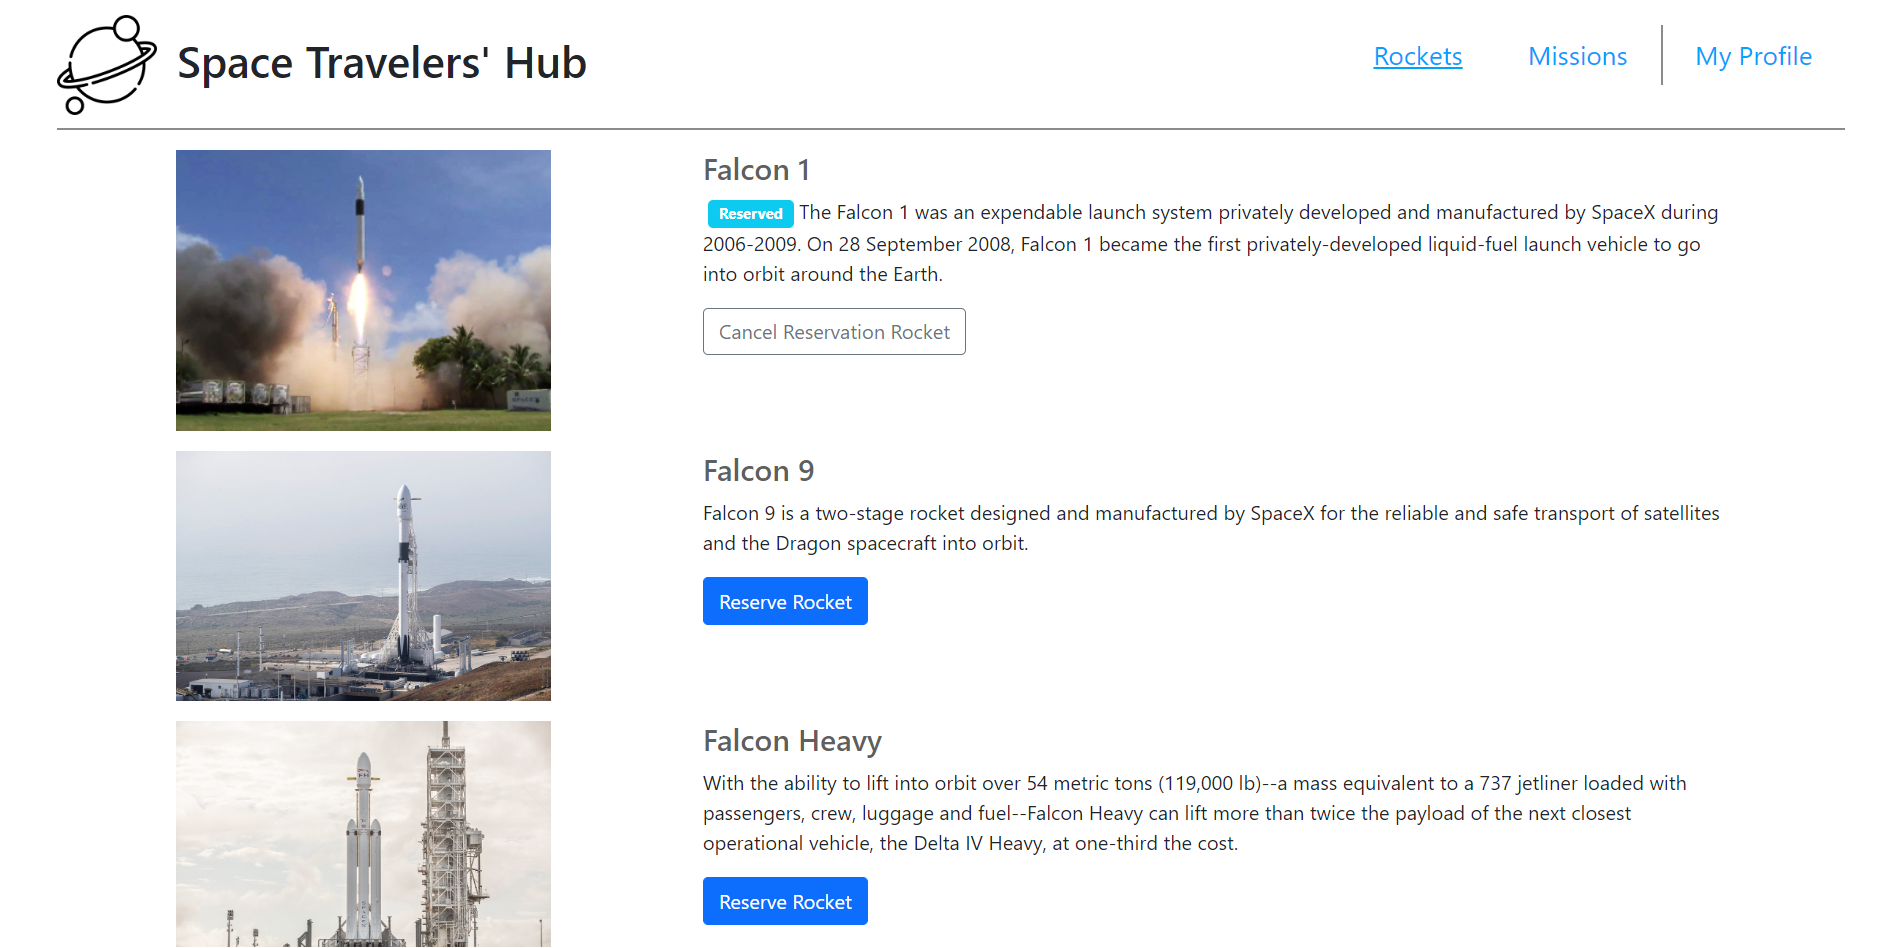 Space Travelers' Hub
Rockets
Missions
My Profile
Falcon 1
Reserved The Falcon 1 was an expendable launch system privately developed and manufactured by SpaceX during
2006-2009. On 28 September 2008, Falcon 1 became the first privately-developed liquid-fuel launch vehicle to go
into orbit around the Earth.
Cancel Reservation Rocket
Falcon 9
Falcon 9 is a two-stage rocket designed and manufactured by SpaceX for the reliable and safe transport of satellites
and the Dragon spacecraft into orbit.
Reserve Rocket
Falcon Heavy
With the ability to lift into orbit over 54 metric tons (119,000 lb)--a mass equivalent to a 737 jetliner loaded with
passengers, crew, luggage and fuel--Falcon Heavy can lift more than twice the payload of the next closest
operational vehicle, the Delta IV Heavy, at one-third the cost.
Reserve Rocket